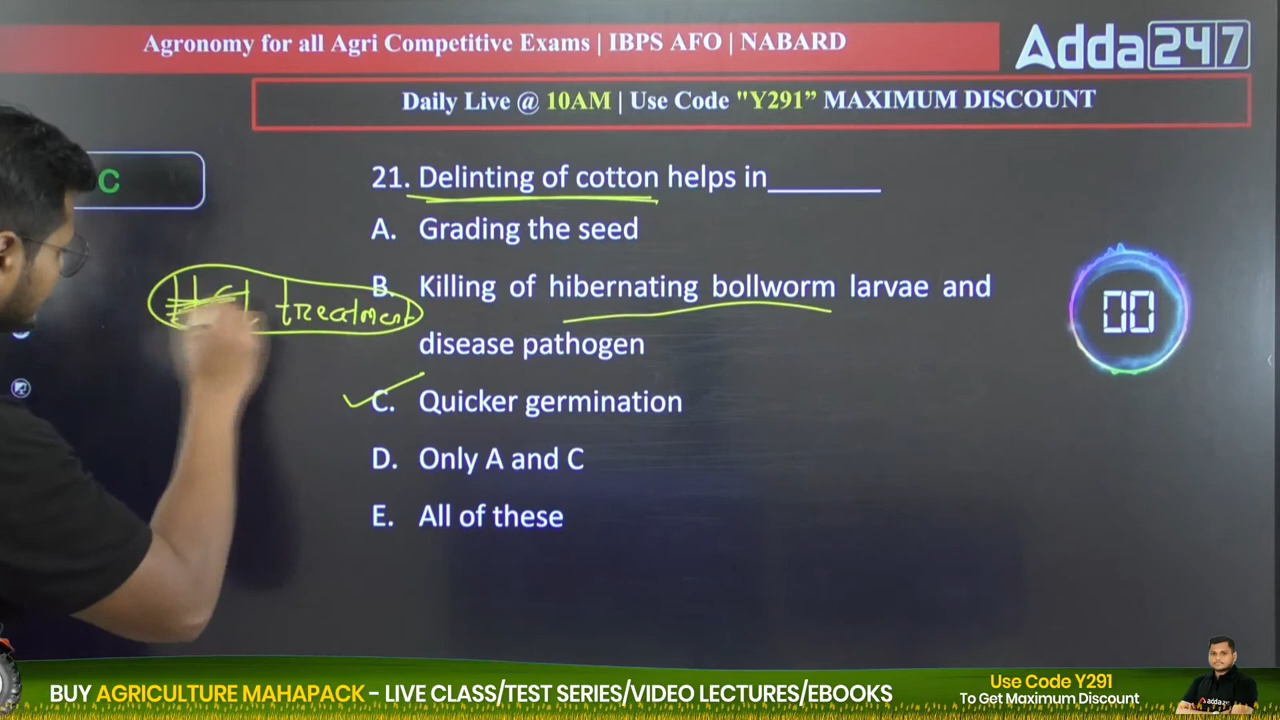 Agronomy for all Agri Competitive Exams | IBPS AFO | NABARD
Adda247
Daily Live @ 10AM | Use Code "Y291” MAXIMUM DISCOUNT
C
21. Delinting of cotton helps in_______
A. Grading the seed
B. Killing of hibernating bollworm larvae and
treatment
disease pathogen
C. Quicker germination
D. Only A and C
E. All of these
00
BUY AGRICULTURE MAHAPACK - LIVE CLASS/TEST SERIES/VIDEO LECTURES/EBOOKS
Use Code Y291
To Get Maximum Discount